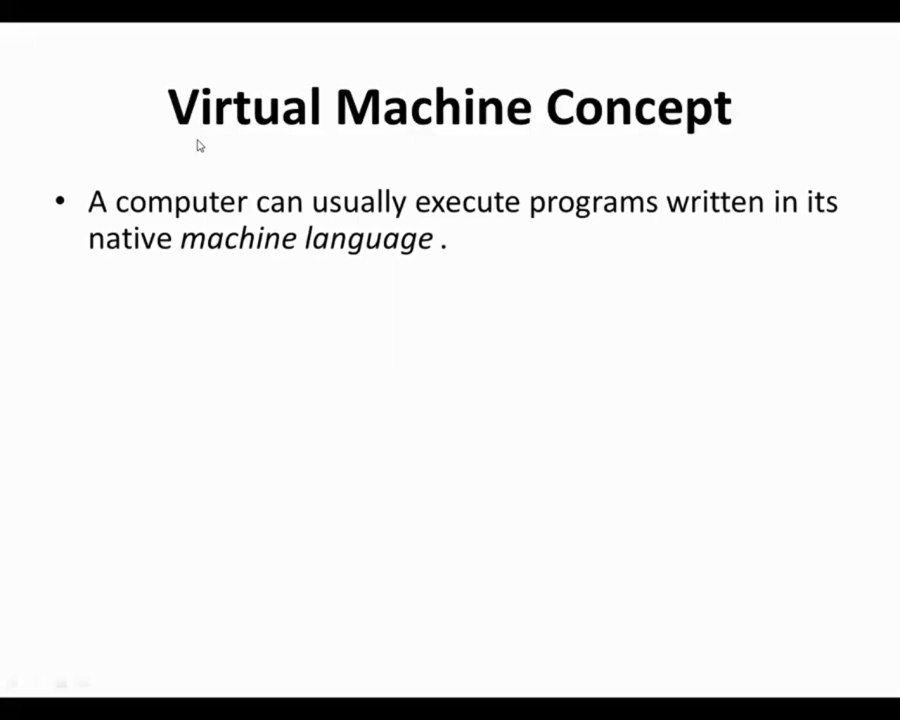 Virtual Machine Concept
• A computer can usually execute programs written in its
native machine language .